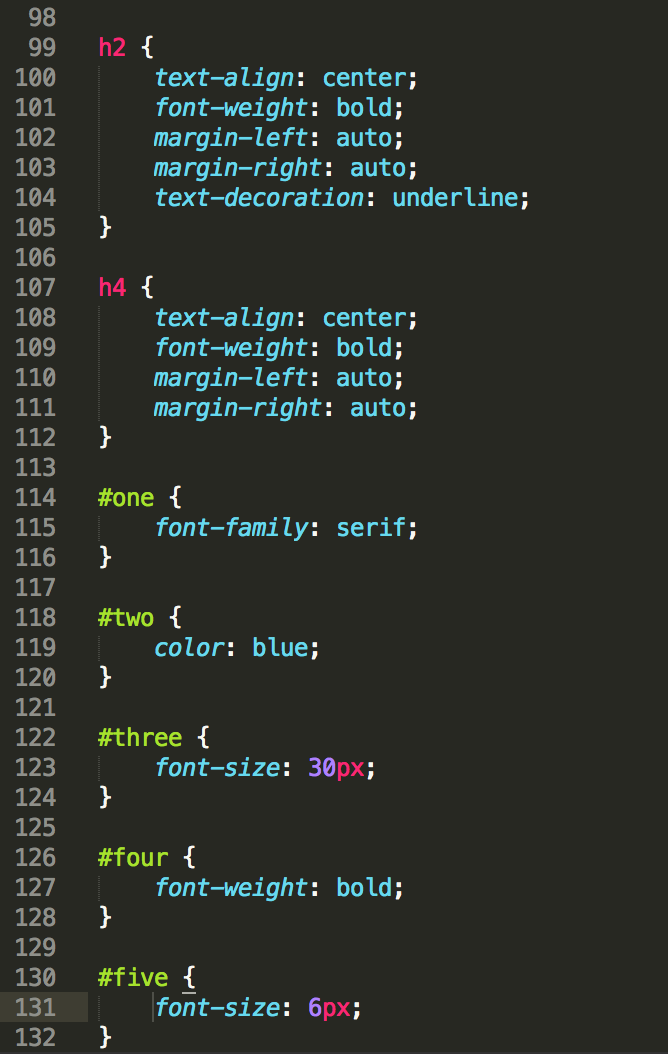 98
99 h2 {
100 text-align: center;
101 font-weight: bold;
102 margin-left: auto;
103 margin-right: auto;
104 text-decoration: underline;
105 }
106
107 h4 {
108 text-align: center;
109 font-weight: bold;
110 margin-left: auto;
111 margin-right: auto;
112 }
113
114 #one {
115 font-family: serif;
116 }
117
118 #two {
119 color: blue;
120 }
121
122 #three {
123 font-size: 30px;
124 }
125
126 #four {
127 font-weight: bold;
128 }
129
130 #five {
131 font-size: 6px;
132 }